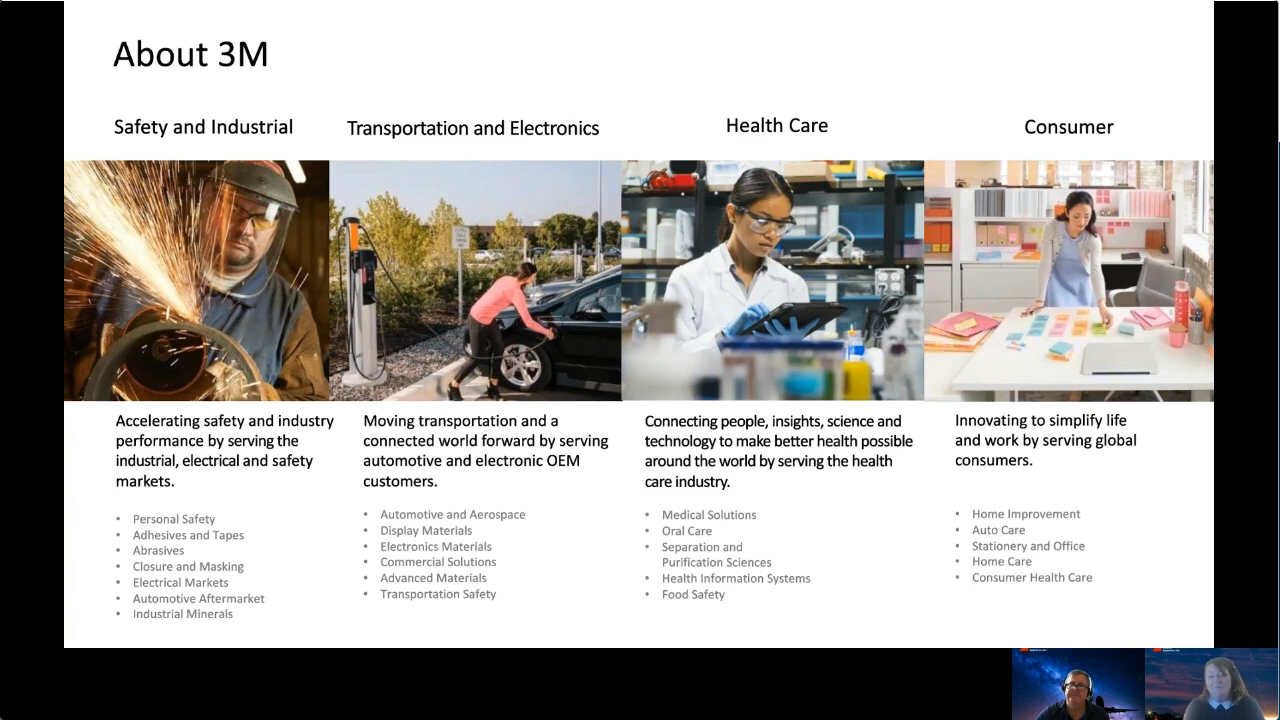 About 3M
Safety and Industrial
Transportation and Electronics
Health Care
Consumer
Accelerating safety and industry
performance by serving the
industrial, electrical and safety
markets.
• Personal Safety
• Adhesives and Tapes
• Abrasives
• Closure and Masking
• Electrical Markets
• Automotive Aftermarket
• Industrial Minerals
Moving transportation and a
connected world forward by serving
automotive and electronic OEM
customers.
• Automotive and Aerospace
• Display Materials
• Electronics Materials
• Commercial Solutions
• Advanced Materials
• Transportation Safety
Connecting people, insights, science and
technology to make better health possible
around the world by serving the health
care industry.
• Medical Solutions
• Oral Care
• Separation and
Purification Sciences
• Health Information Systems
• Food Safety
Innovating to simplify life
and work by serving global
consumers.
• Home Improvement
• Auto Care
• Stationery and Office
• Home Care
• Consumer Health Care